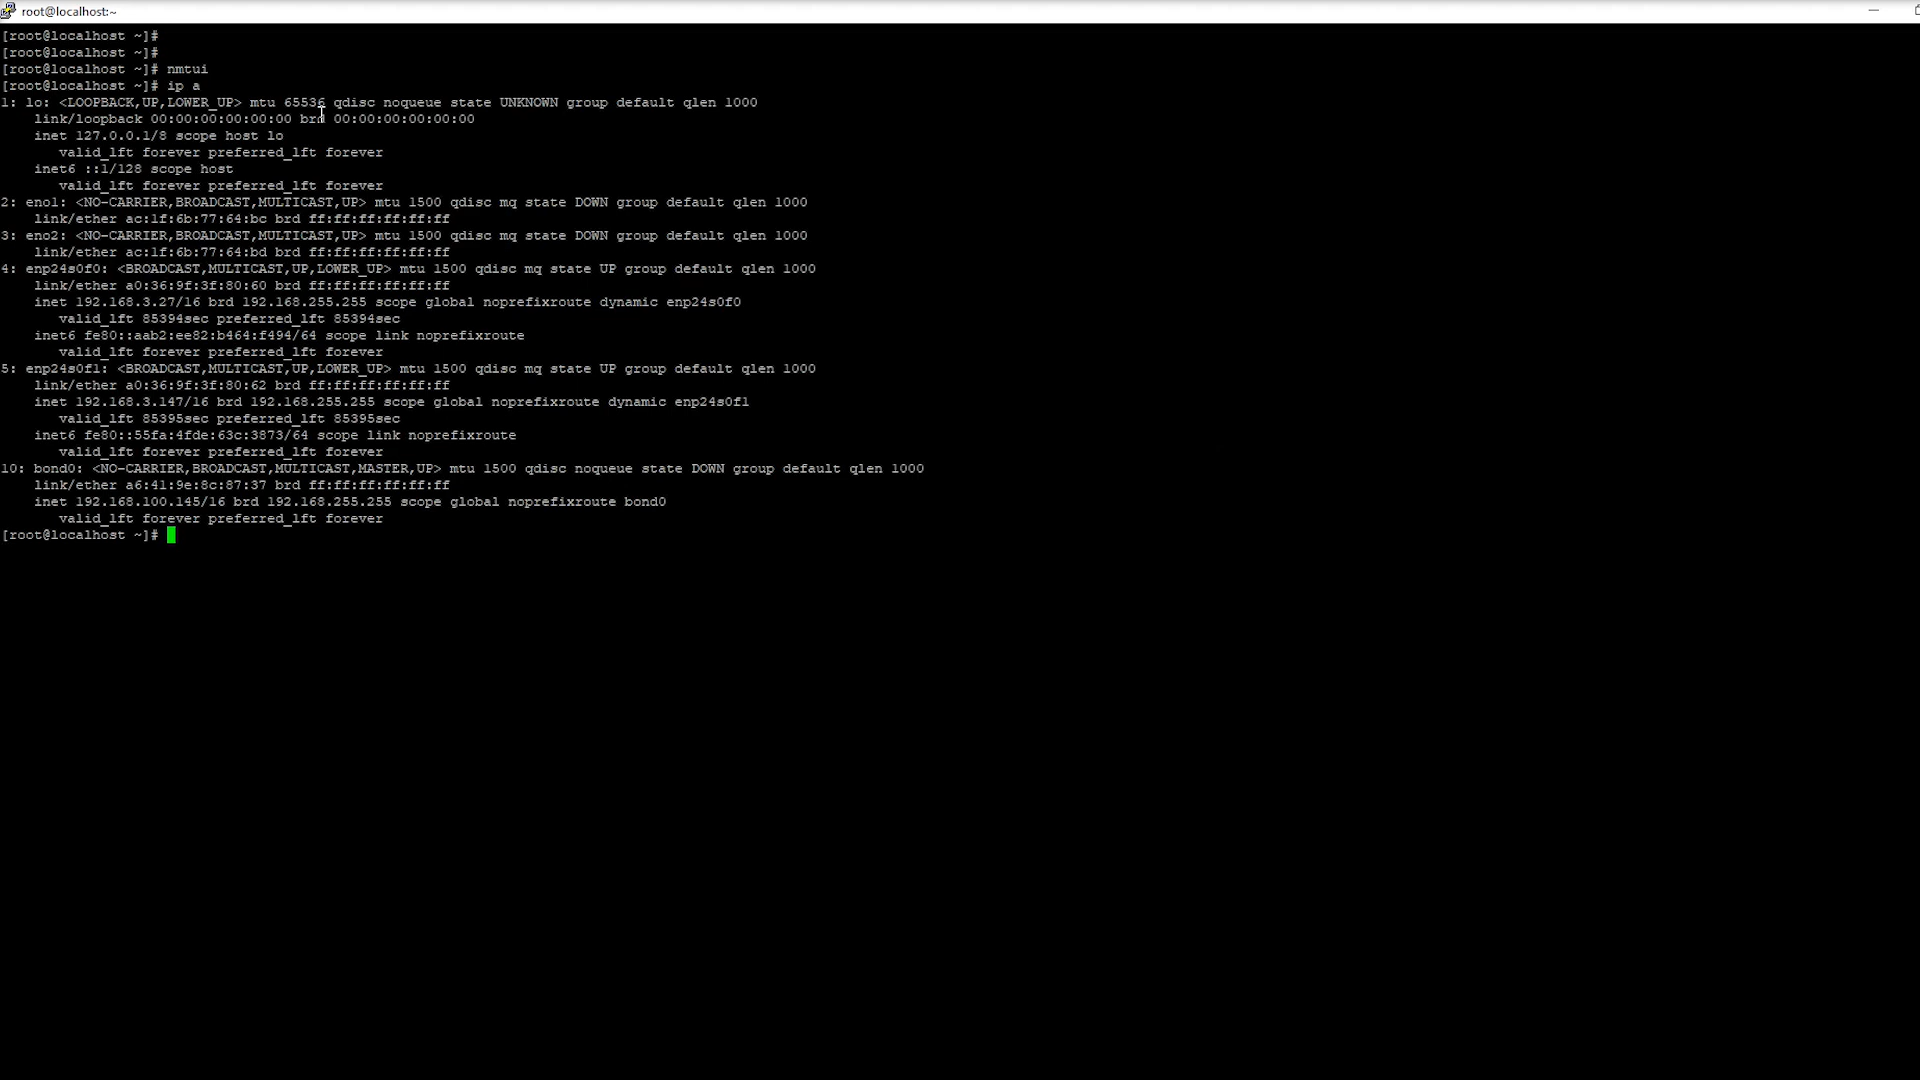 root@localhost:~
[root@localhost ~]#
[root@localhost ~]#
[root@localhost ~]# nmtui
[root@localhost ~]# ip a
1: lo: <LOOPBACK,UP,LOWER_UP> mtu 65536 qdisc noqueue state UNKNOWN group default qlen 1000
    link/loopback 00:00:00:00:00:00 brd 00:00:00:00:00:00
    inet 127.0.0.1/8 scope host lo
       valid_lft forever preferred_lft forever
    inet6 ::1/128 scope host
       valid_lft forever preferred_lft forever
2: eno1: <NO-CARRIER,BROADCAST,MULTICAST,UP> mtu 1500 qdisc mq state DOWN group default qlen 1000
    link/ether ac:1f:6b:77:64:bc brd ff:ff:ff:ff:ff:ff
3: eno2: <NO-CARRIER,BROADCAST,MULTICAST,UP> mtu 1500 qdisc mq state DOWN group default qlen 1000
    link/ether ac:1f:6b:77:64:bd brd ff:ff:ff:ff:ff:ff
4: enp24s0f0: <BROADCAST,MULTICAST,UP,LOWER_UP> mtu 1500 qdisc mq state UP group default qlen 1000
    link/ether a0:36:9f:3f:80:60 brd ff:ff:ff:ff:ff:ff
    inet 192.168.3.27/16 brd 192.168.255.255 scope global noprefixroute dynamic enp24s0f0
       valid_lft 85394sec preferred_lft 85394sec
    inet6 fe80::aab2:ee82:b464:f494/64 scope link noprefixroute
       valid_lft forever preferred_lft forever
5: enp24s0f1: <BROADCAST,MULTICAST,UP,LOWER_UP> mtu 1500 qdisc mq state UP group default qlen 1000
    link/ether a0:36:9f:3f:80:62 brd ff:ff:ff:ff:ff:ff
    inet 192.168.3.147/16 brd 192.168.255.255 scope global noprefixroute dynamic enp24s0f1
       valid_lft 85395sec preferred_lft 85395sec
    inet6 fe80::55fa:4fde:63c:3873/64 scope link noprefixroute
       valid_lft forever preferred_lft forever
10: bond0: <NO-CARRIER,BROADCAST,MULTICAST,MASTER,UP> mtu 1500 qdisc noqueue state DOWN group default qlen 1000
    link/ether a6:41:9e:8c:87:37 brd ff:ff:ff:ff:ff:ff
    inet 192.168.100.145/16 brd 192.168.255.255 scope global noprefixroute bond0
       valid_lft forever preferred_lft forever
[root@localhost ~]#